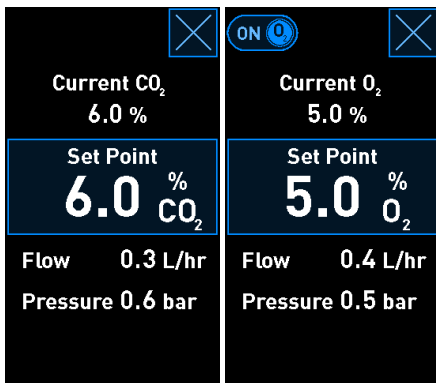 Current CO₂
6.0 %
Set Point
6.0 % CO₂
Flow 0.3 L/hr
Pressure 0.6 bar
ON O₂
Current O₂
5.0 %
Set Point
5.0 % O₂
Flow 0.4 L/hr
Pressure 0.5 bar